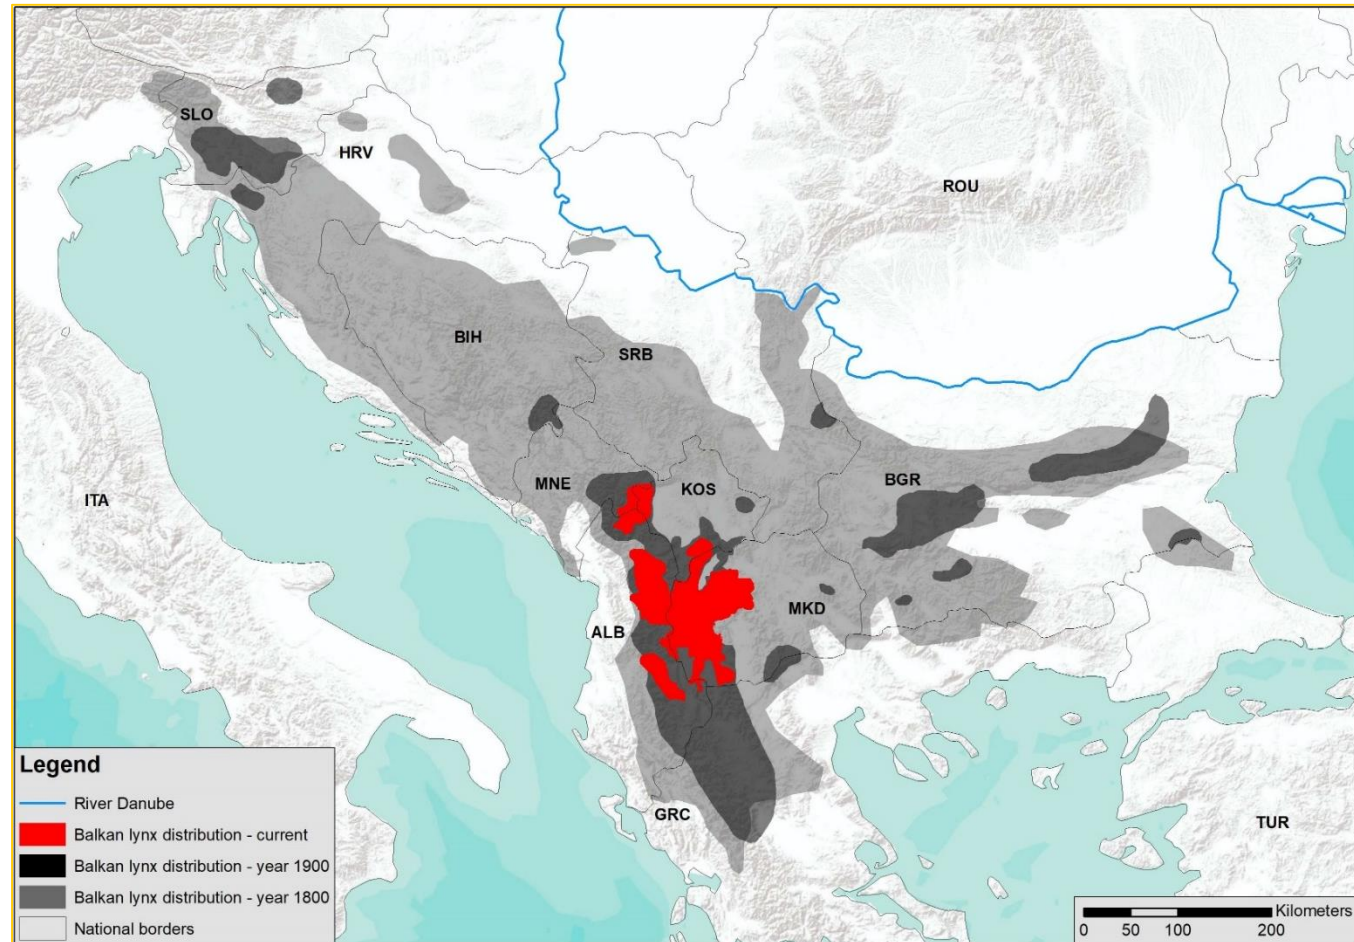 SLO
HRV
ROU
BIH
SRB
ITA
MNE
KOS
BGR
ALB
MKD
GRC
TUR
Legend
River Danube
Balkan lynx distribution - current
Balkan lynx distribution - year 1900
Balkan lynx distribution - year 1800
National borders
Kilometers
0 50 100 200